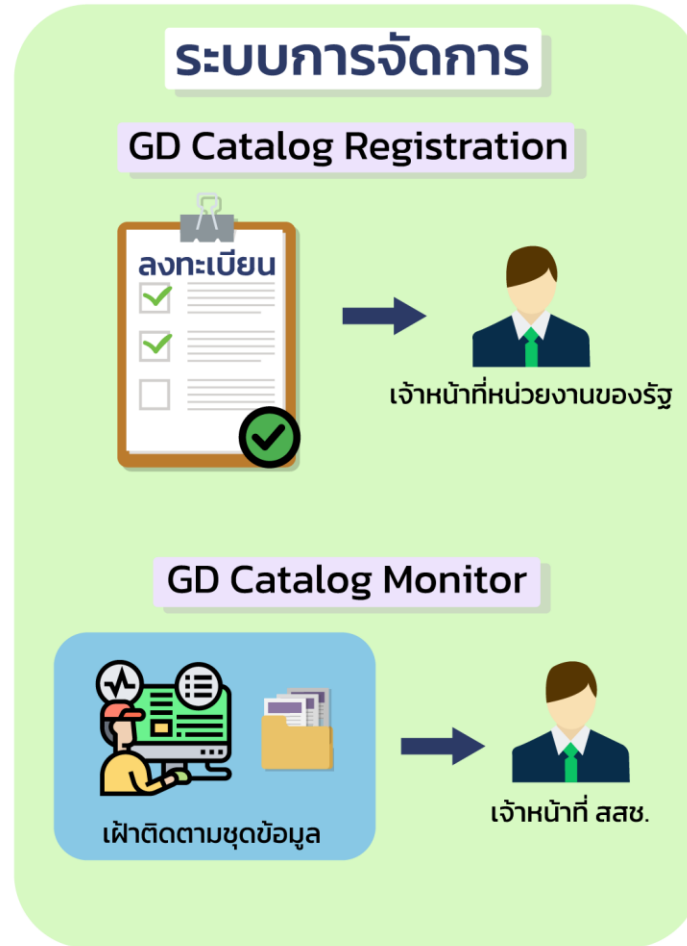 ระบบการจัดการ
GD Catalog Registration
ลงทะเบียน
เจ้าหน้าที่หน่วยงานของรัฐ
GD Catalog Monitor
เฝ้าติดตามชุดข้อมูล
เจ้าหน้าที่ สสช.